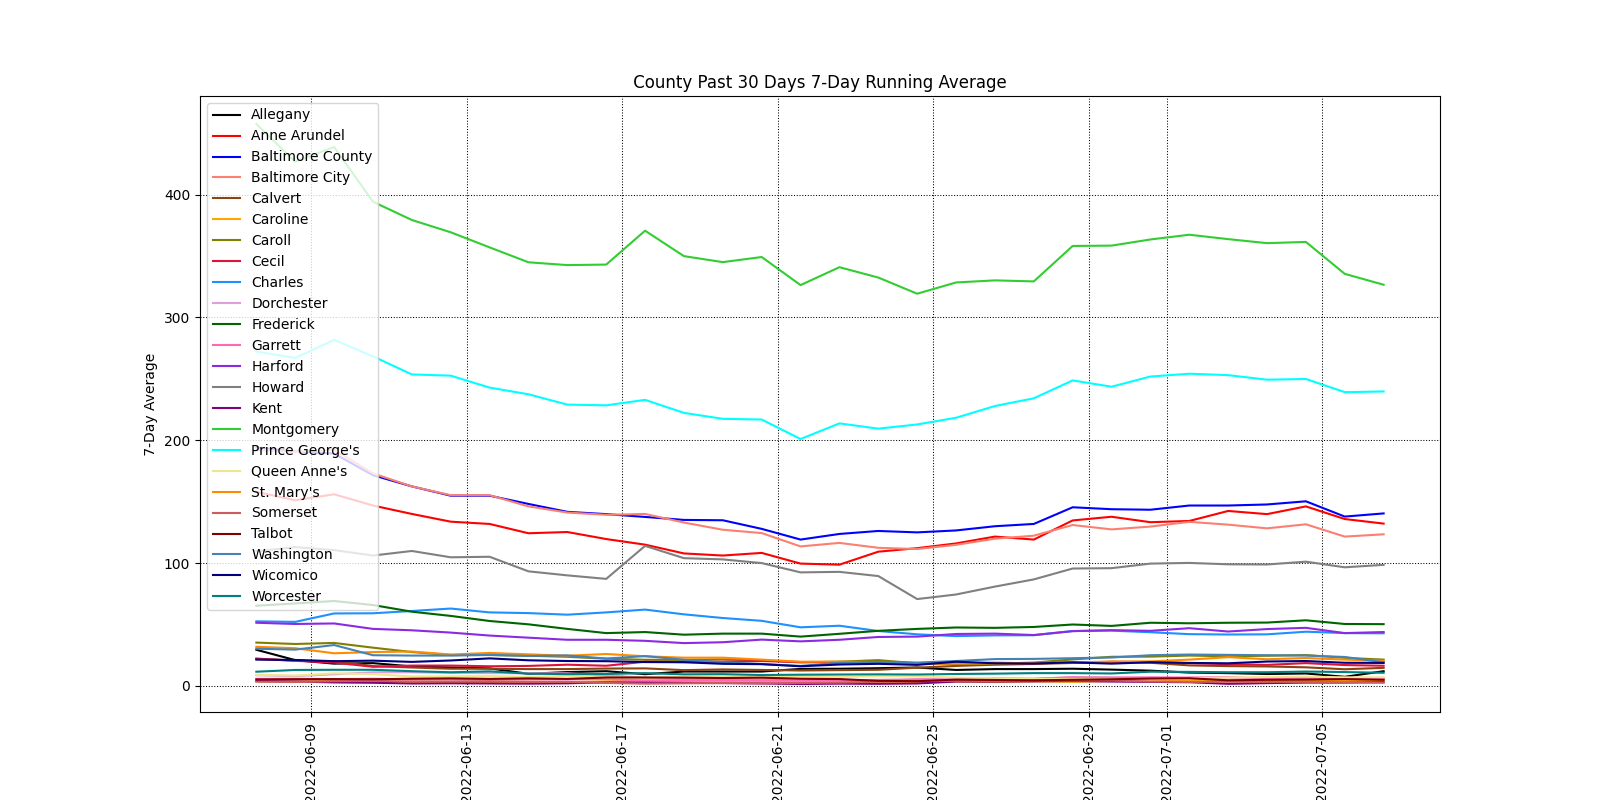 County Past 30 Days 7-Day Running Average
Allegany
Anne Arundel
Baltimore County
Baltimore City
Calvert
Caroline
Caroll
Cecil
Charles
Dorchester
Frederick
Garrett
Harford
Howard
Kent
Montgomery
Prince George's
Queen Anne's
St. Mary's
Somerset
Talbot
Washington
Wicomico
Worcester
7-Day Average
400
300
200
100
0
2022-06-09
2022-06-13
2022-06-17
2022-06-21
2022-06-25
2022-06-29
2022-07-01
2022-07-05